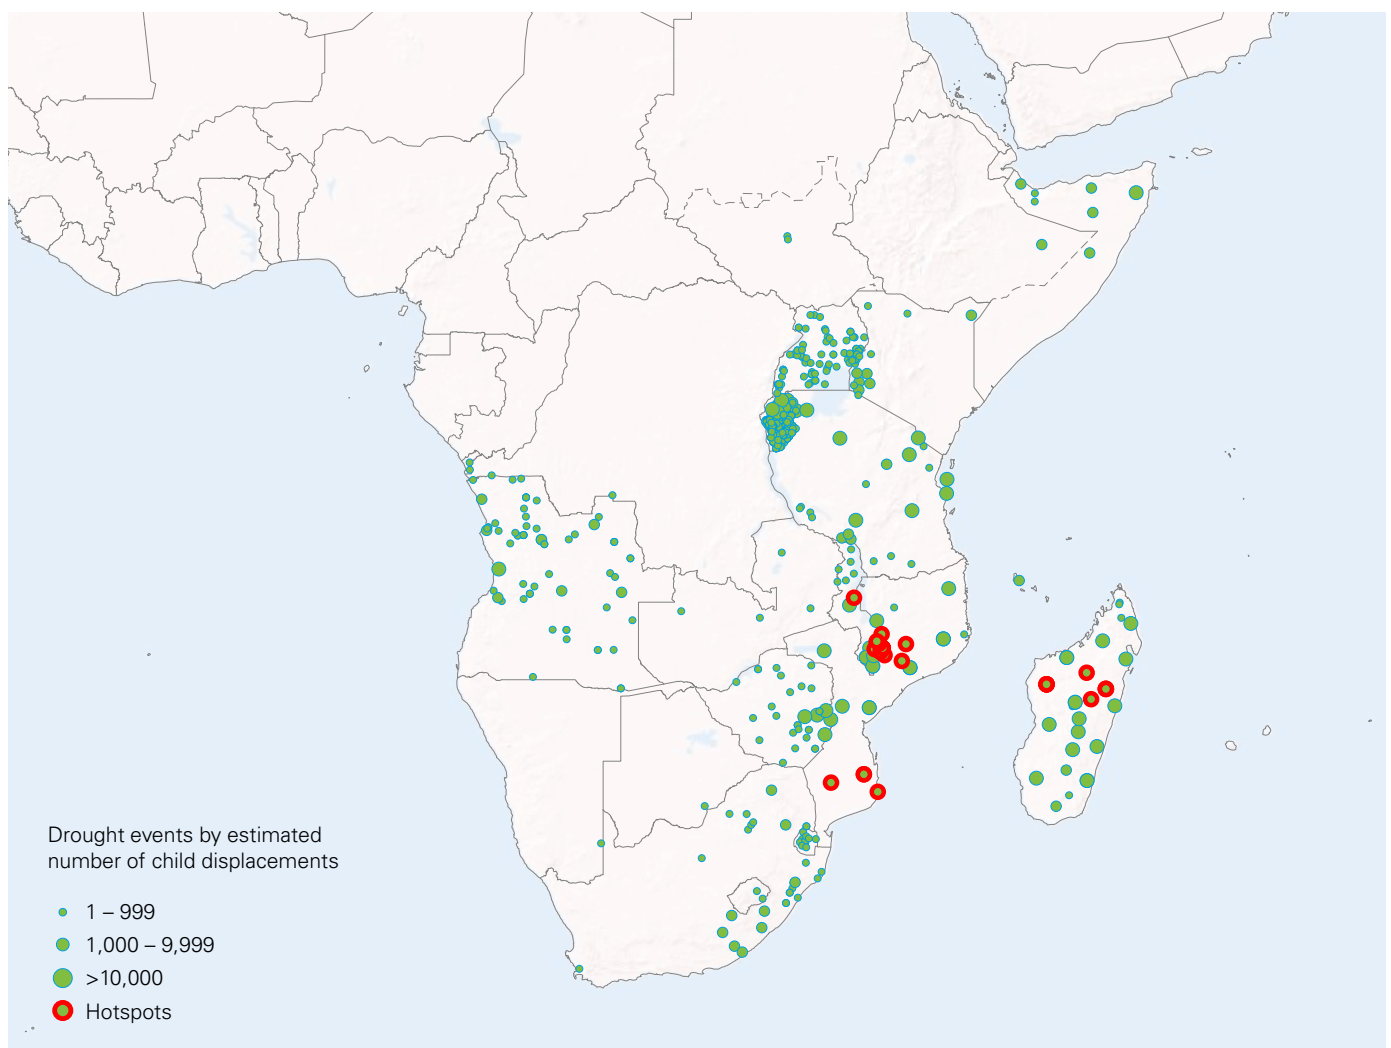 Drought events by estimated
number of child displacements
1 – 999
1,000 – 9,999
>10,000
Hotspots